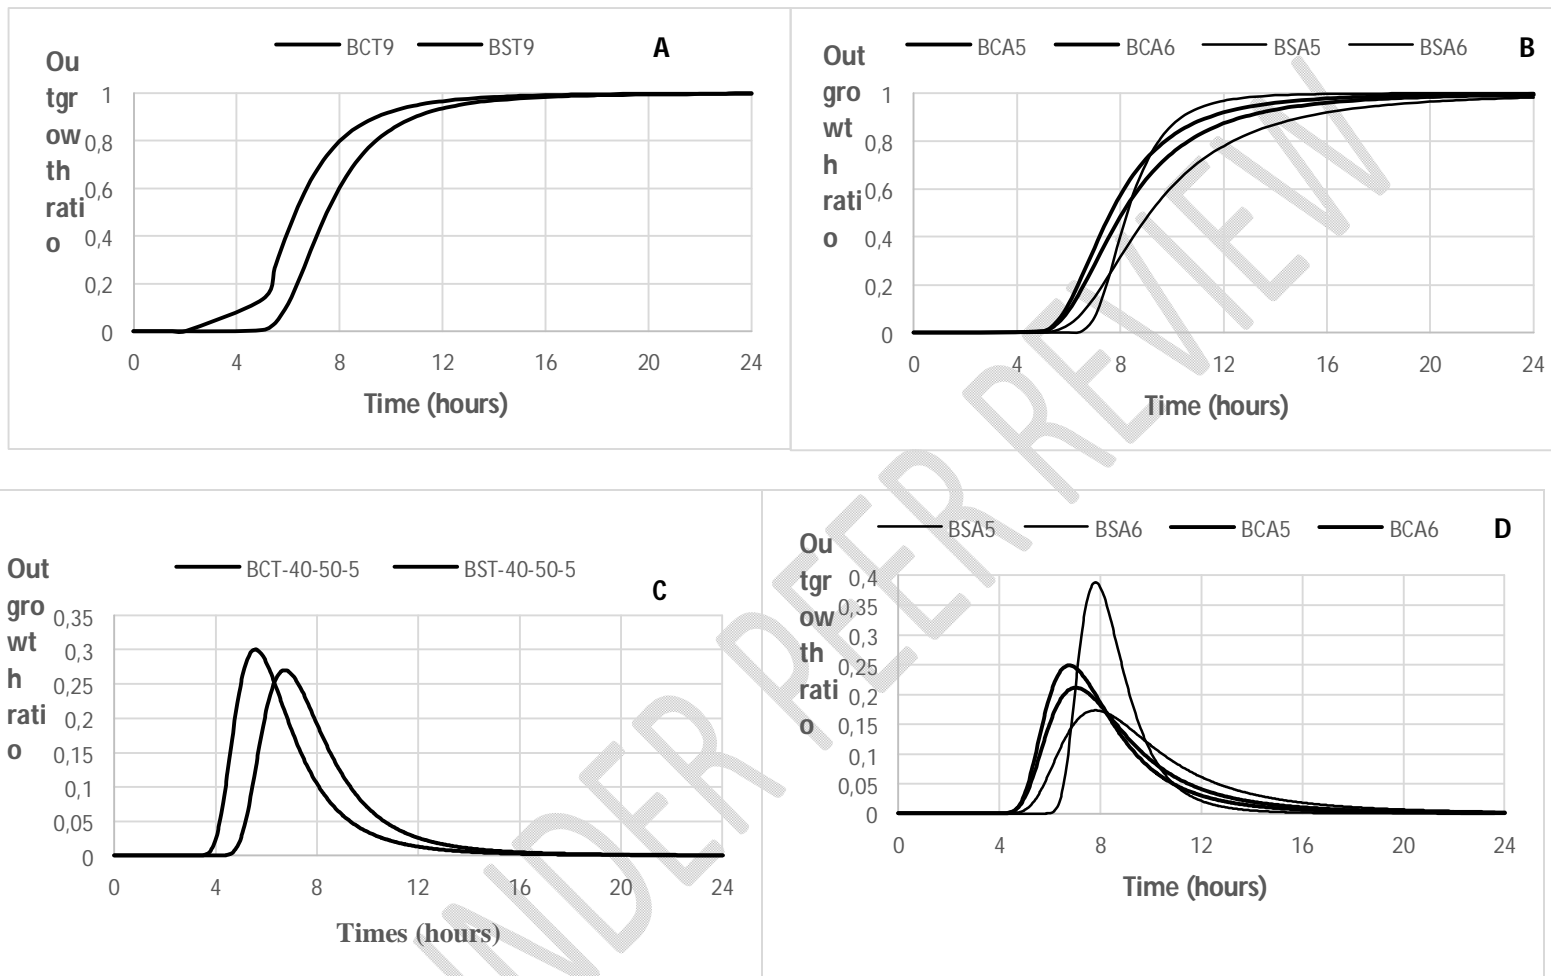 BCT9 BST9 A
Ou
tgr
ow
th
rati
o
1
0,8
0,6
0,4
0,2
0
0 4 8 12 16 20 24
Time (hours)
BCA5 BCA6 BSA5 BSA6 B
Out
gro
wt
h
rati
o
1
0,8
0,6
0,4
0,2
0
0 4 8 12 16 20 24
Time (hours)
BCT-40-50-5 BST-40-50-5 C
Out
gro
wt
h
rati
o
0,35
0,3
0,25
0,2
0,15
0,1
0,05
0
0 4 8 12 16 20 24
Times (hours)
BSA5 BSA6 BCA5 BCA6 D
Ou
tgr
ow
th
rati
o
0,4
0,35
0,3
0,25
0,2
0,15
0,1
0,05
0
0 4 8 12 16 20 24
Time (hours)
UNDER PEER REVIEW